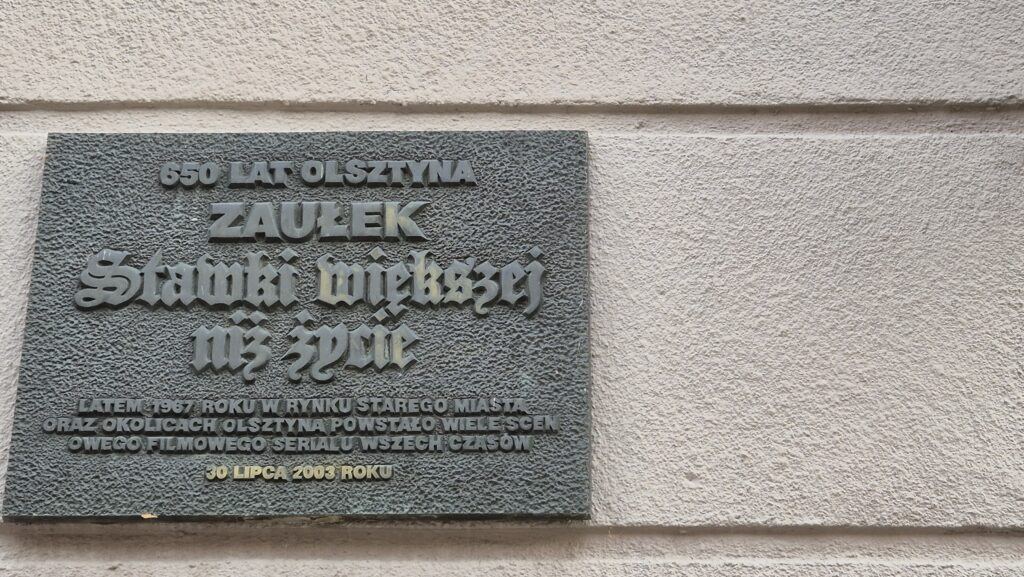 650 LAT OLSZTYNA
ZAUŁEK
Stawki większej
niż życie
LATEM 1967 ROKU W RYNKU STAREGO MIASTA
ORAZ OKOLICACH OLSZTYNA POWSTAŁO WIELE SCEN
OWEGO FILMOWEGO SERIALU WSZECH CZASÓW
30 LIPCA 2003 ROKU